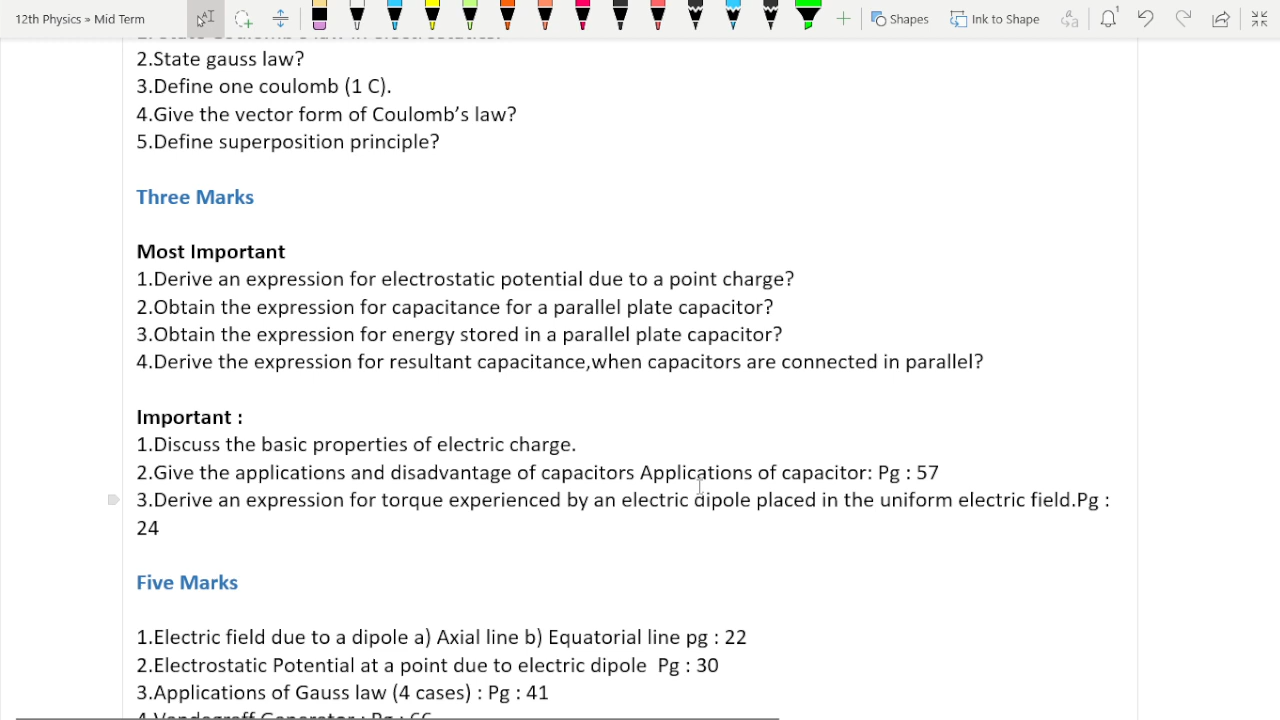 12th Physics » Mid Term
Shapes
Ink to Shape
2.State gauss law?
3.Define one coulomb (1 C).
4.Give the vector form of Coulomb’s law?
5.Define superposition principle?
Three Marks
Most Important
1.Derive an expression for electrostatic potential due to a point charge?
2.Obtain the expression for capacitance for a parallel plate capacitor?
3.Obtain the expression for energy stored in a parallel plate capacitor?
4.Derive the expression for resultant capacitance,when capacitors are connected in parallel?
Important :
1.Discuss the basic properties of electric charge.
2.Give the applications and disadvantage of capacitors Applications of capacitor: Pg : 57
3.Derive an expression for torque experienced by an electric dipole placed in the uniform electric field.Pg :
24
Five Marks
1.Electric field due to a dipole a) Axial line b) Equatorial line pg : 22
2.Electrostatic Potential at a point due to electric dipole  Pg : 30
3.Applications of Gauss law (4 cases) : Pg : 41